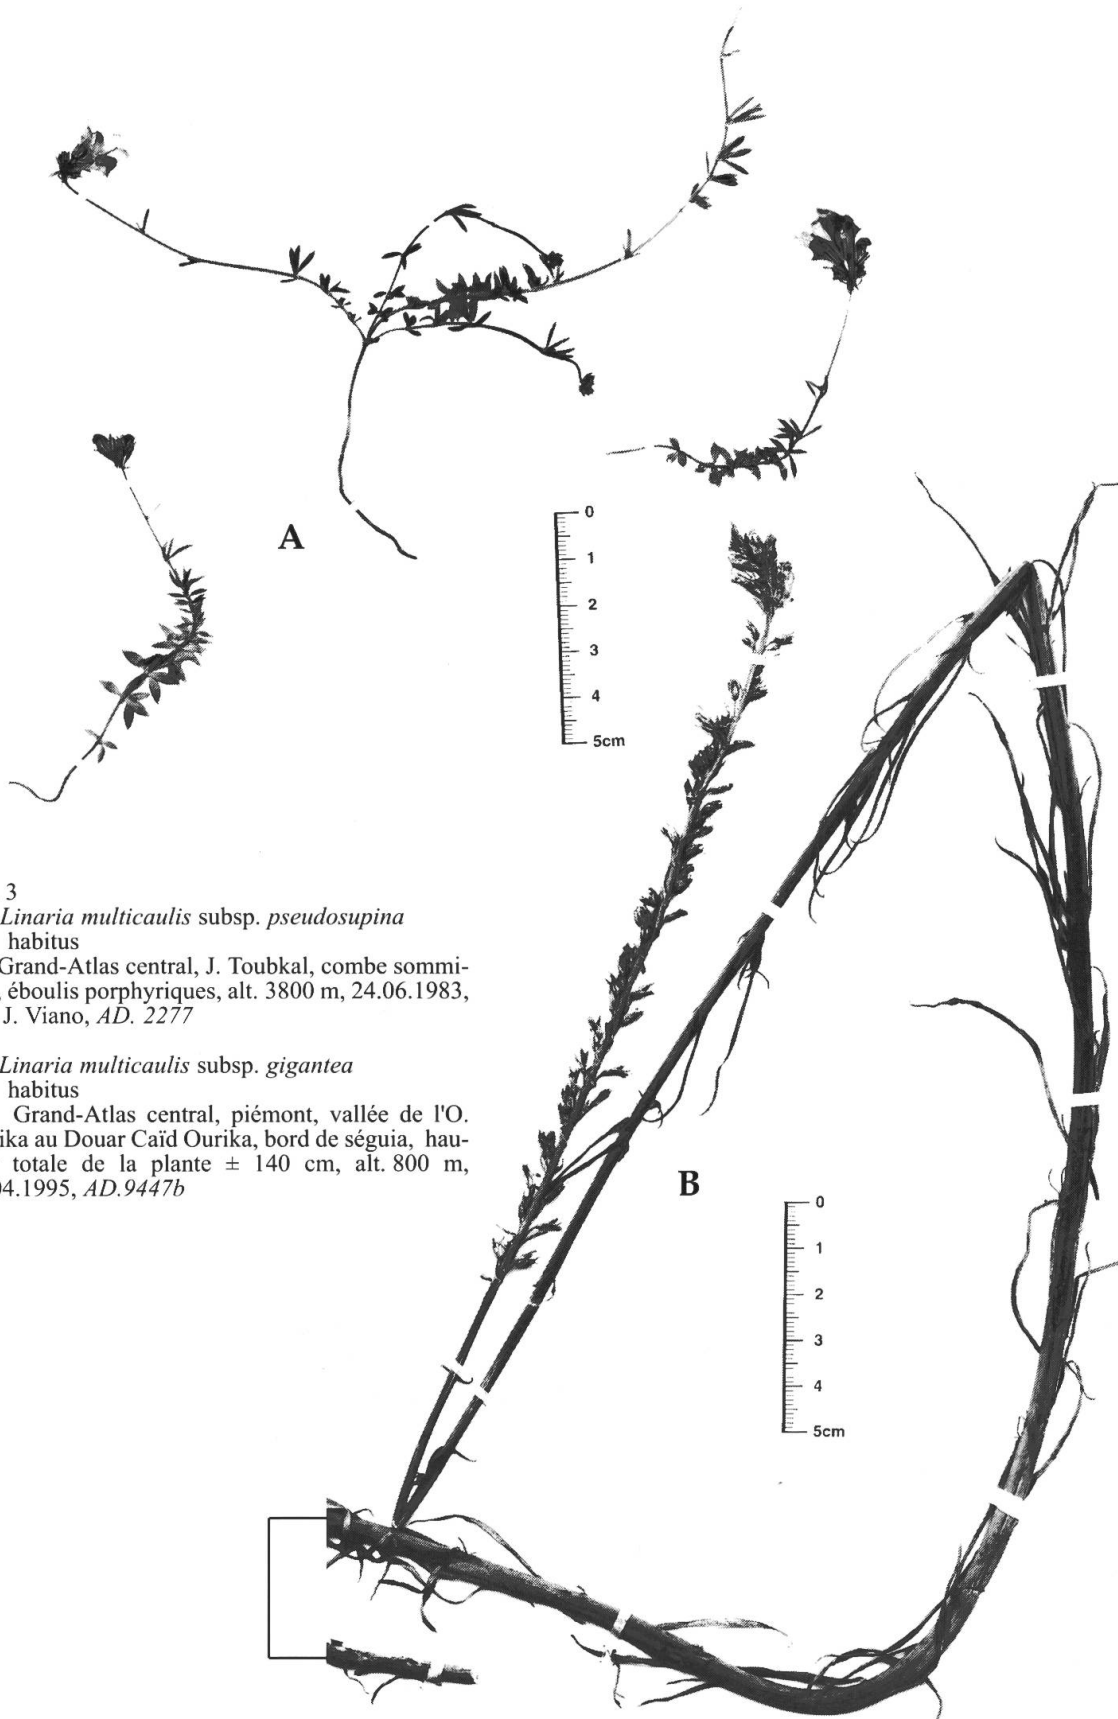 A
0
1
2
3
4
5cm
3
Linaria multicaulis subsp. pseudosupina
habitus
Grand-Atlas central, J. Toubkal, combe sommi-
, éboulis porphyriques, alt. 3800 m, 24.06.1983,
J. Viano, AD. 2277
Linaria multicaulis subsp. gigantea
habitus
Grand-Atlas central, piémont, vallée de l'O.
ika au Douar Caïd Ourika, bord de séguia, hau-
totale de la plante ± 140 cm, alt. 800 m,
04.1995, AD.9447b
B
0
1
2
3
4
5cm